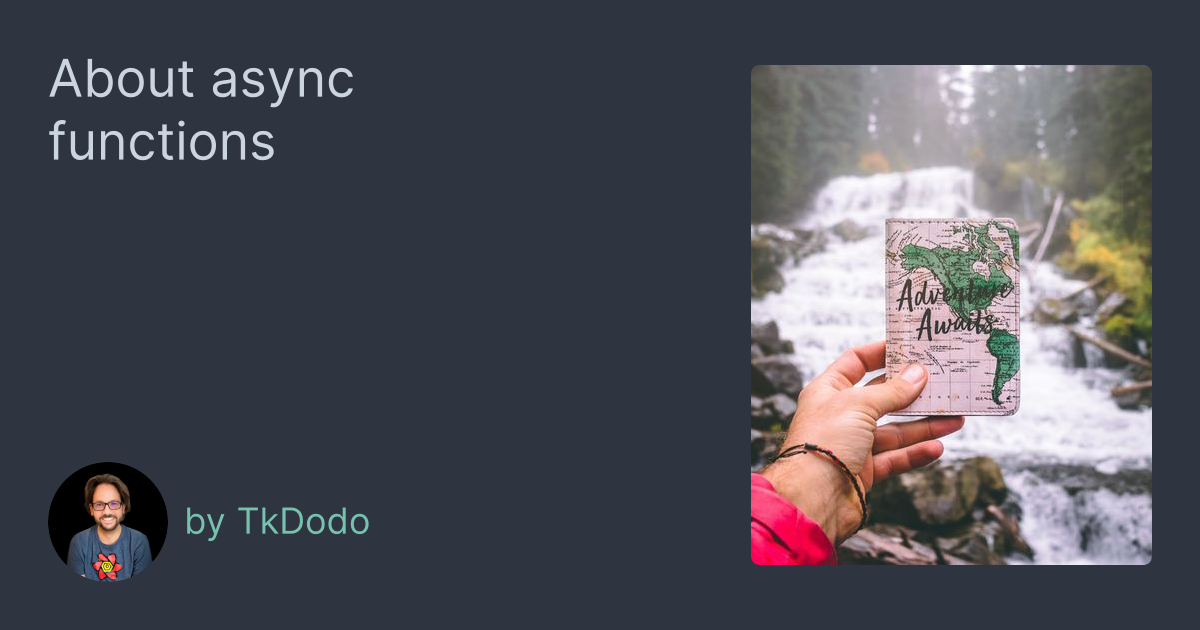 About async
functions
by TkDodo
Adventure
Awaits